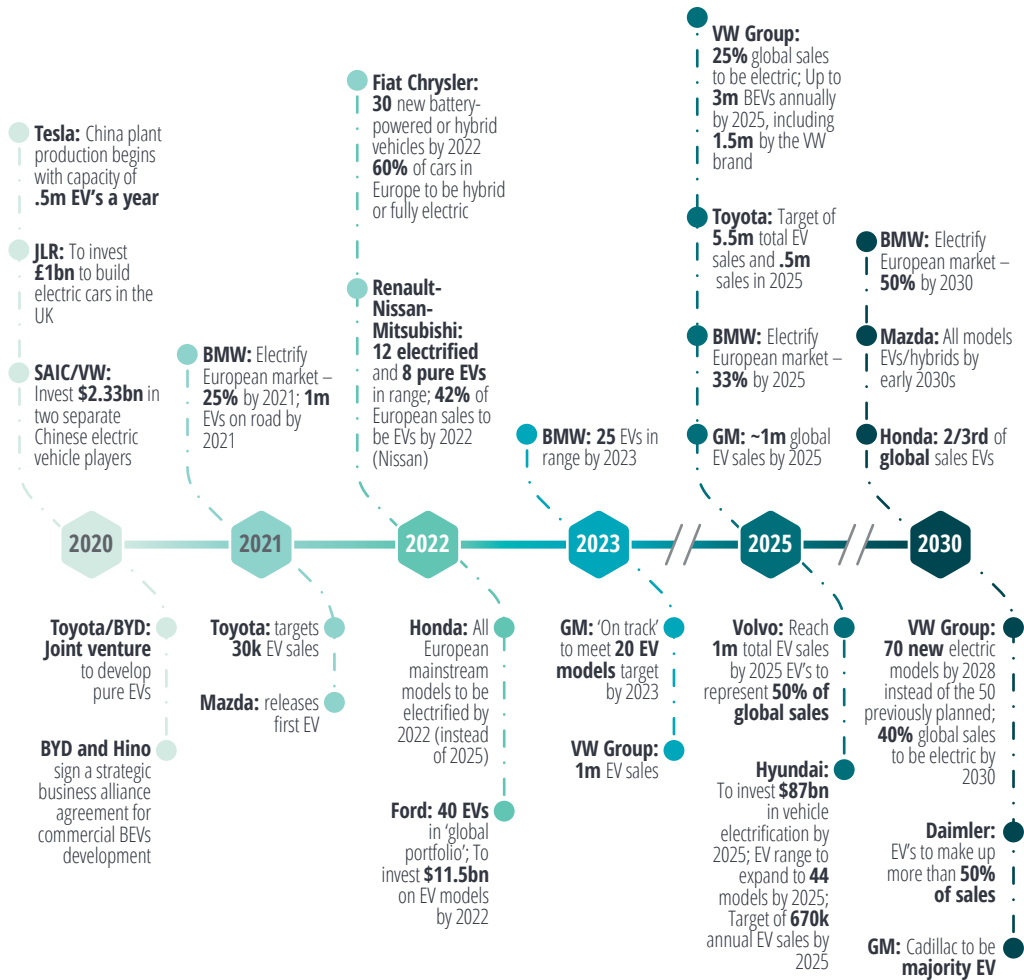 Tesla: China plant
production begins
with capacity of
.5m EV's a year
JLR: To invest
£1bn to build
electric cars in the
UK
SAIC/VW:
Invest $2.33bn in
two separate
Chinese electric
vehicle players
BMW: Electrify
European market –
25% by 2021; 1m
EVs on road by
2021
Fiat Chrysler:
30 new battery-
powered or hybrid
vehicles by 2022
60% of cars in
Europe to be hybrid
or fully electric
Renault-
Nissan-
Mitsubishi:
12 electrified
and 8 pure EVs
in range; 42% of
European sales to
be EVs by 2022
(Nissan)
BMW: 25 EVs in
range by 2023
VW Group:
25% global sales
to be electric; Up to
3m BEVs annually
by 2025, including
1.5m by the VW
brand
Toyota: Target of
5.5m total EV
sales and .5m
sales in 2025
BMW: Electrify
European market –
33% by 2025
GM: ~1m global
EV sales by 2025
BMW: Electrify
European market –
50% by 2030
Mazda: All models
EVs/hybrids by
early 2030s
Honda: 2/3rd of
global sales EVs
2020
2021
2022
2023
2025
2030
Toyota/BYD:
Joint venture
to develop
pure EVs
BYD and Hino
sign a strategic
business alliance
agreement for
commercial BEVs
development
Toyota: targets
30k EV sales
Mazda: releases
first EV
Honda: All
European
mainstream
models to be
electrified by
2022 (instead
of 2025)
Ford: 40 EVs
in 'global
portfolio'; To
invest $11.5bn
on EV models
by 2022
GM: 'On track'
to meet 20 EV
models target
by 2023
VW Group:
1m EV sales
Volvo: Reach
1m total EV sales
by 2025 EV's to
represent 50% of
global sales
Hyundai:
To invest $87bn
in vehicle
electrification by
2025; EV range to
expand to 44
models by 2025;
Target of 670k
annual EV sales by
2025
VW Group:
70 new electric
models by 2028
instead of the 50
previously planned;
40% global sales
to be electric by
2030
Daimler:
EV's to make up
more than 50%
of sales
GM: Cadillac to be
majority EV